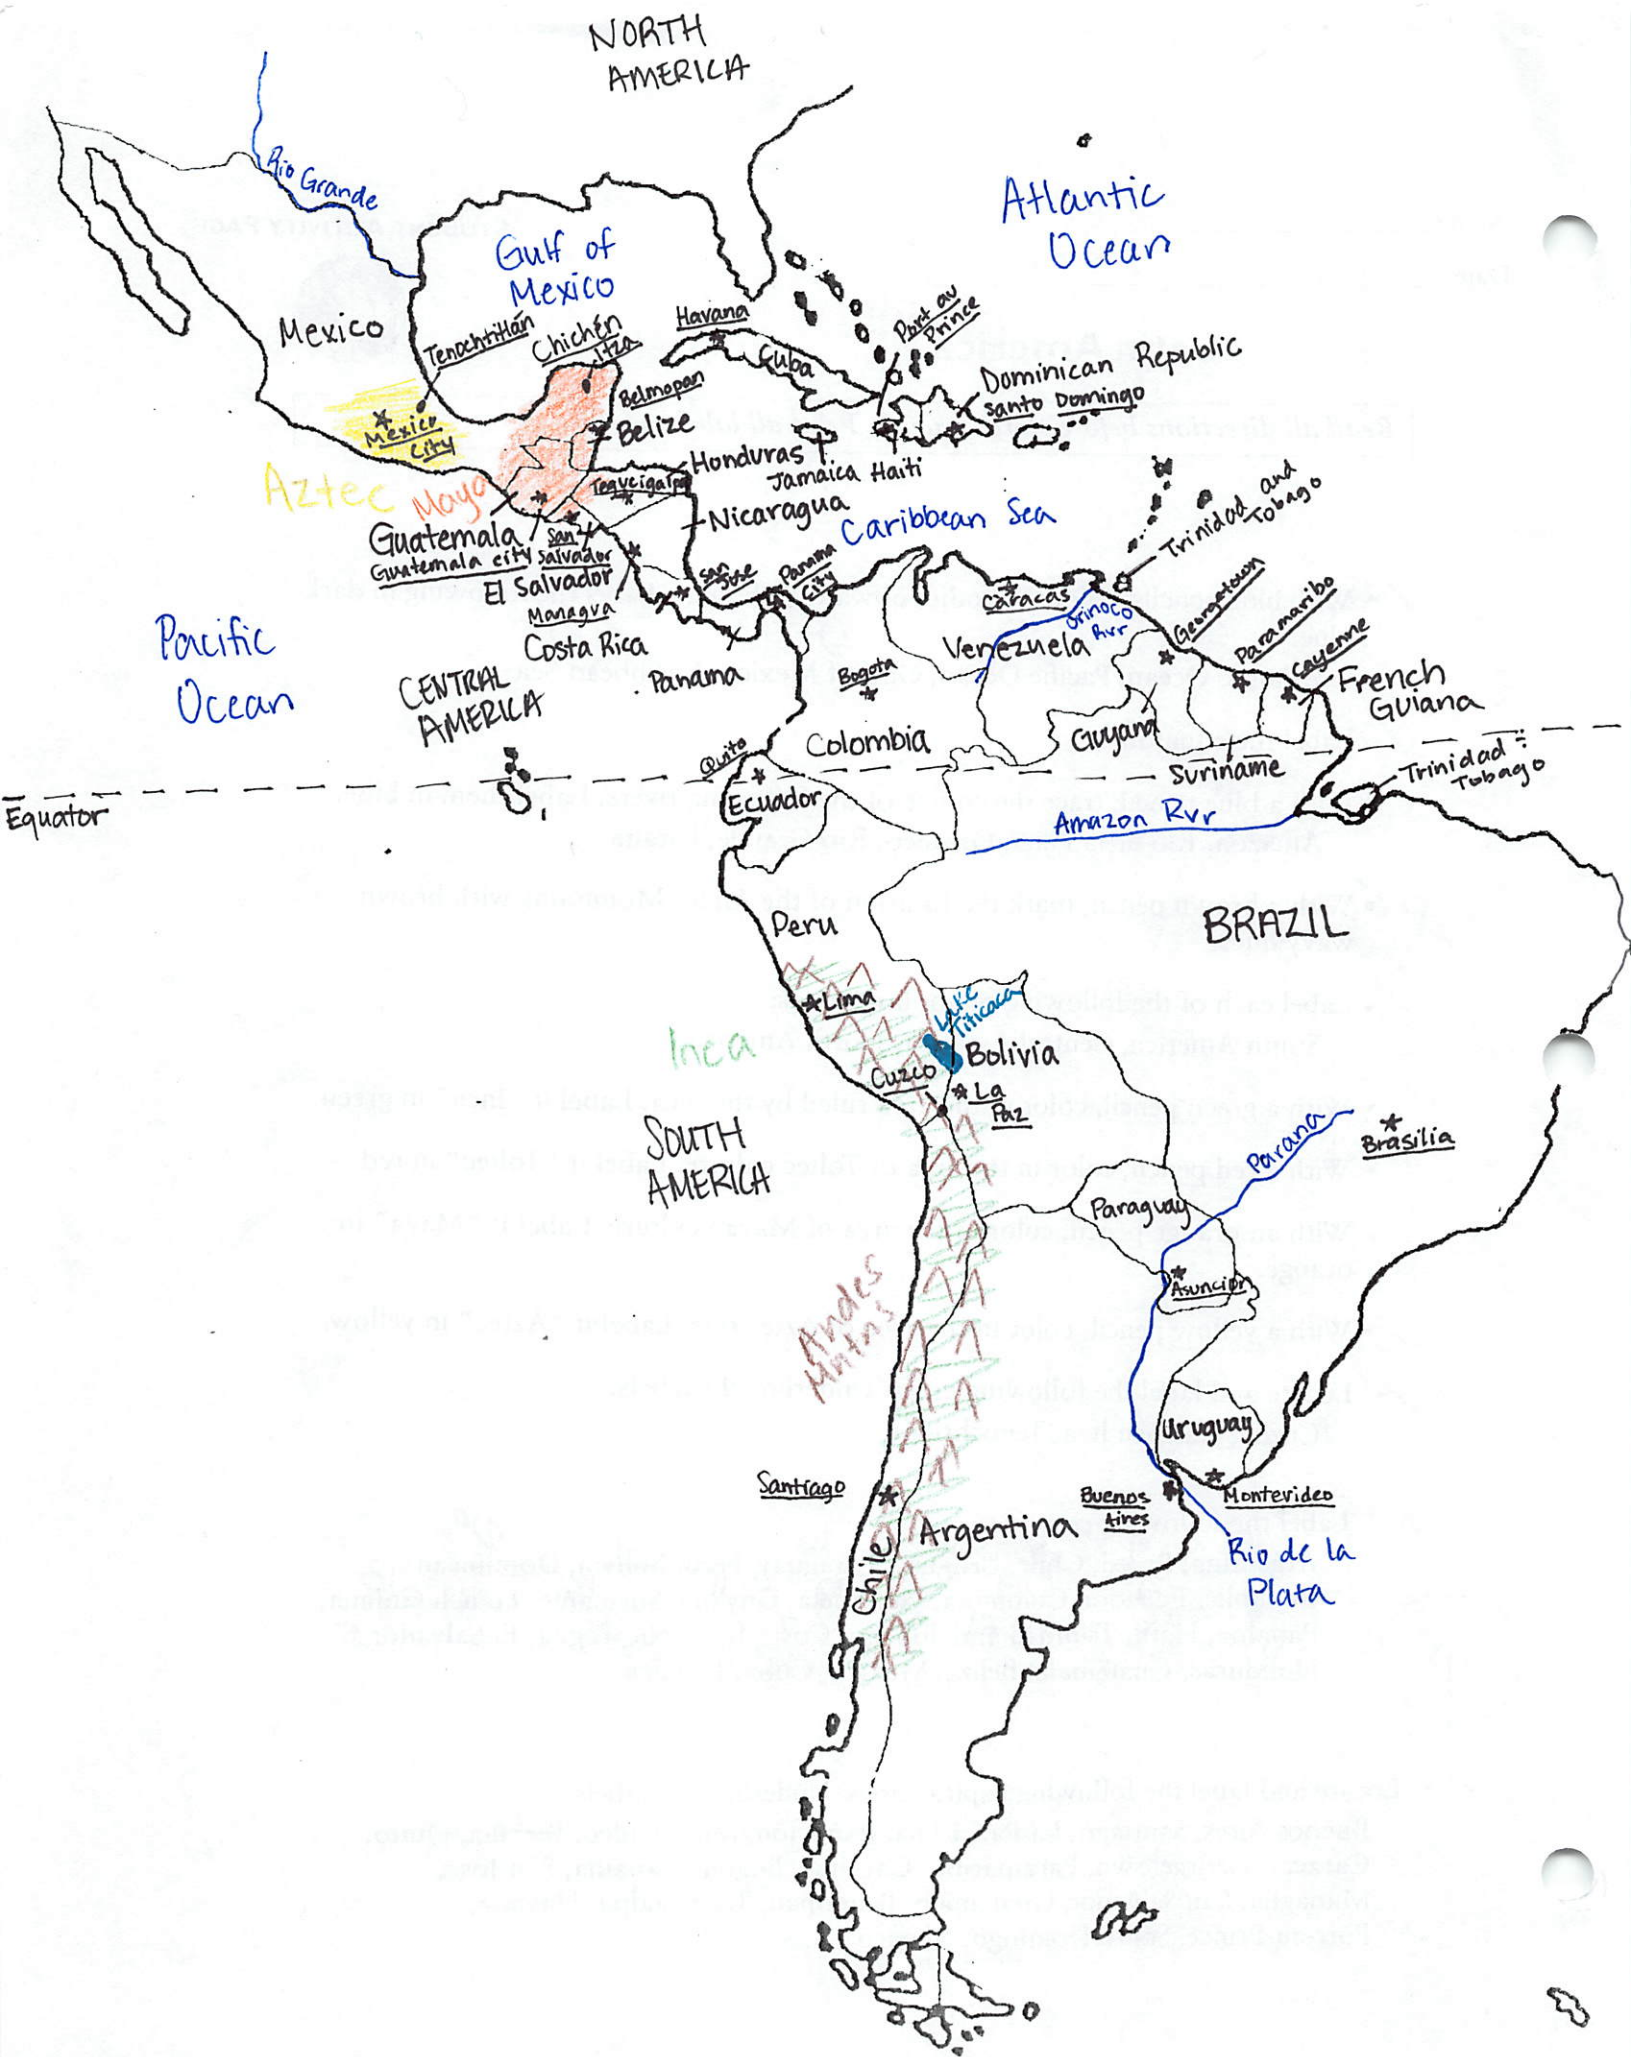 NORTH
AMERICA
Rio Grande
Atlantic
Ocean
Gulf of
Mexico
Mexico
Tenochtitlán
Chichén
Itza
Havana
Cuba
Port au
Prince
Dominican Republic
Santo Domingo
Belmopan
Belize
Mexico
City
Aztec
Maya
Honduras
Jamaica
Haiti
Tegucigalpa
Nicaragua
Caribbean Sea
Trinidad and
Tobago
Guatemala
Guatemala City
San
Salvador
El Salvador
Managua
Costa Rica
San
Jose
Panama
City
Panama
Caracas
Orinoco
Rvr
Venezuela
Georgetown
Paramaribo
Cayenne
French
Guiana
Pacific
Ocean
CENTRAL
AMERICA
Bogota
Colombia
Guyana
Suriname
Quito
Ecuador
Equator
Trinidad &
Tobago
Amazon Rvr
Peru
BRAZIL
Lima
Lake
Titicaca
Inca
Cuzco
Bolivia
La
Paz
SOUTH
AMERICA
Parana
Brasilia
Paraguay
Asuncion
Andes
Mntns
Uruguay
Santiago
Buenos
Aires
Montevideo
Argentina
Chile
Rio de la
Plata